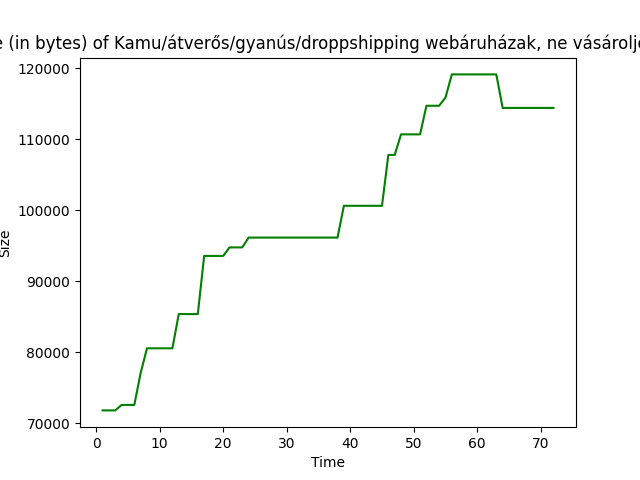 (in bytes) of Kamu/átverős/gyanús/droppshipping webáruházak, ne
120000
110000
100000
90000
80000
70000
Size
0 10 20 30 40 50 60 70
Time